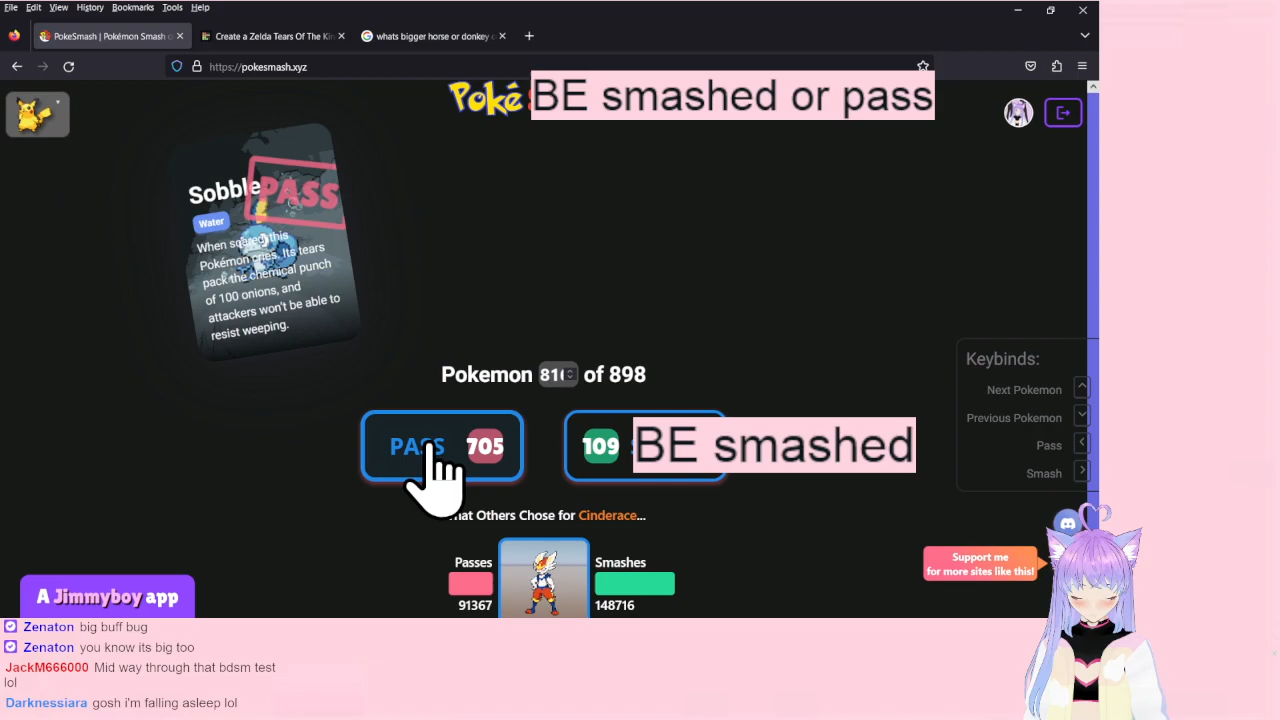 File Edit View History Bookmarks Tools Help
PokeSmash | Pokémon Smash o
Create a Zelda Tears Of The Kin
whats bigger horse or donkey
https://pokesmash.xyz
Poké BE smashed or pass
Sobble
PASS
Water
When scared, this
Pokémon cries. Its tears
pack the chemical punch
of 100 onions, and
attackers won't be able to
resist weeping.
Pokemon 816 of 898
PASS 705
109 BE smashed
What Others Chose for Cinderace...
Passes
91367
Smashes
148716
Keybinds:
Next Pokemon
Previous Pokemon
Pass
Smash
Support me
for more sites like this!
A Jimmyboy app
Zenaton big buff bug
Zenaton you know its big too
JackM666000 Mid way through that bdsm test
lol
Darknessiara gosh i'm falling asleep lol